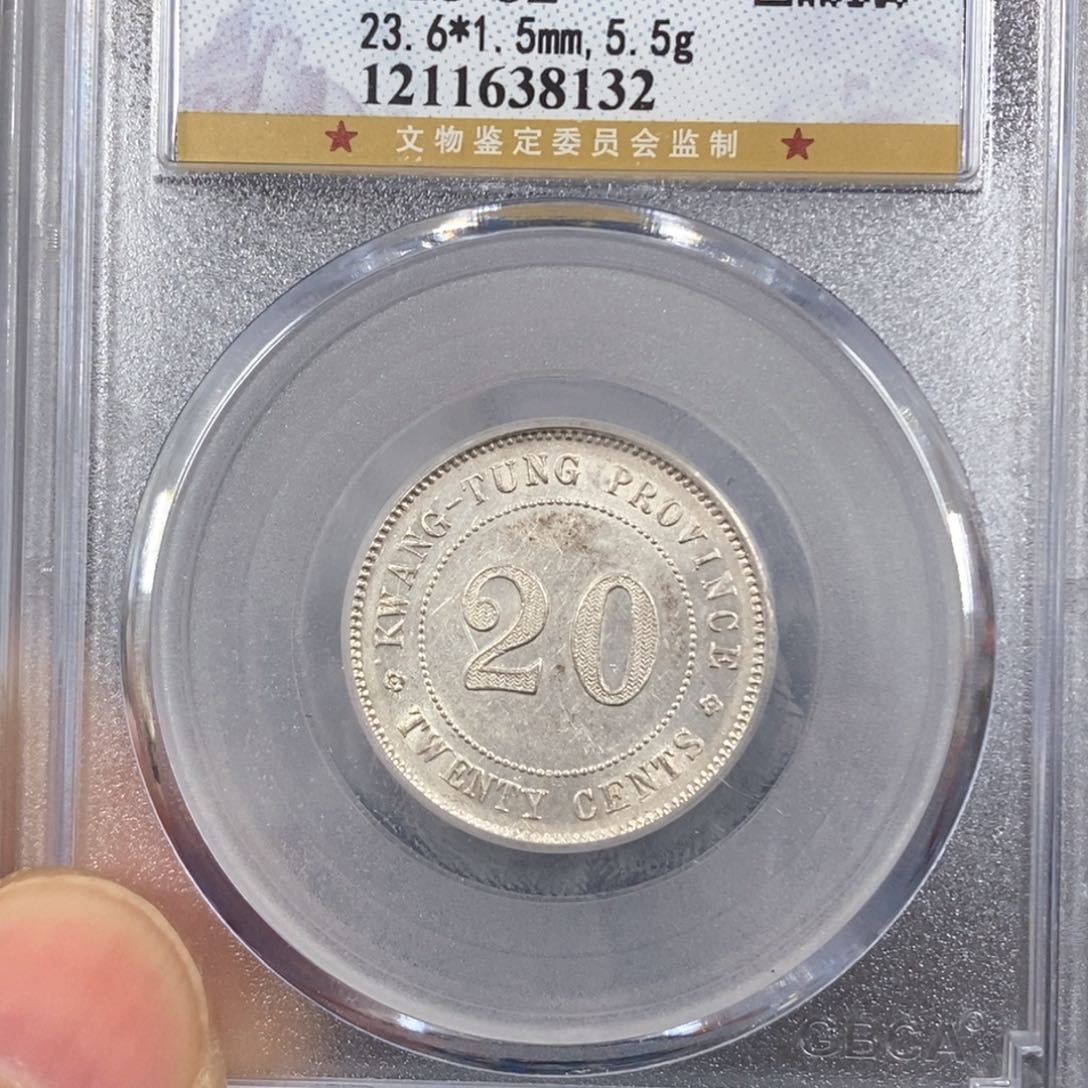 23.6*1.5mm,5.5g
1211638132
★ 文物鉴定委员会监制 ★
KWANG-TUNG PROVINCE
20
TWENTY CENTS
GBCA